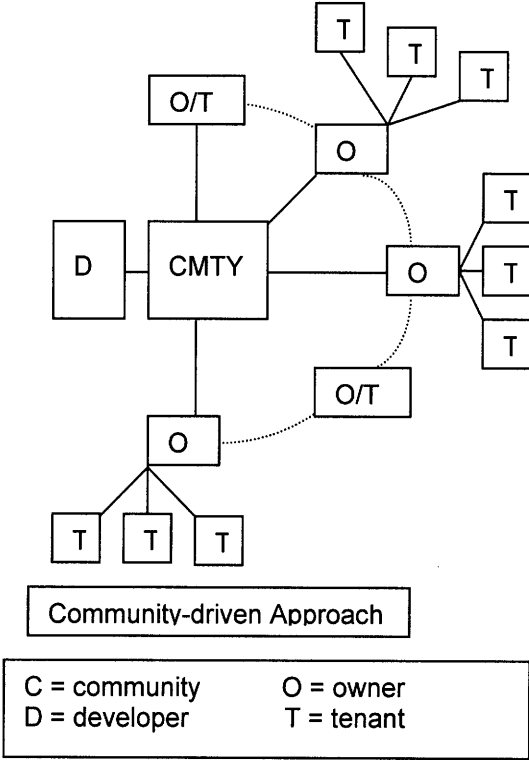 T
T
T
O/T
O
T
D
CMTY
O
T
T
O/T
O
T
T
T
Community-driven Approach
C = community O = owner
D = developer T = tenant